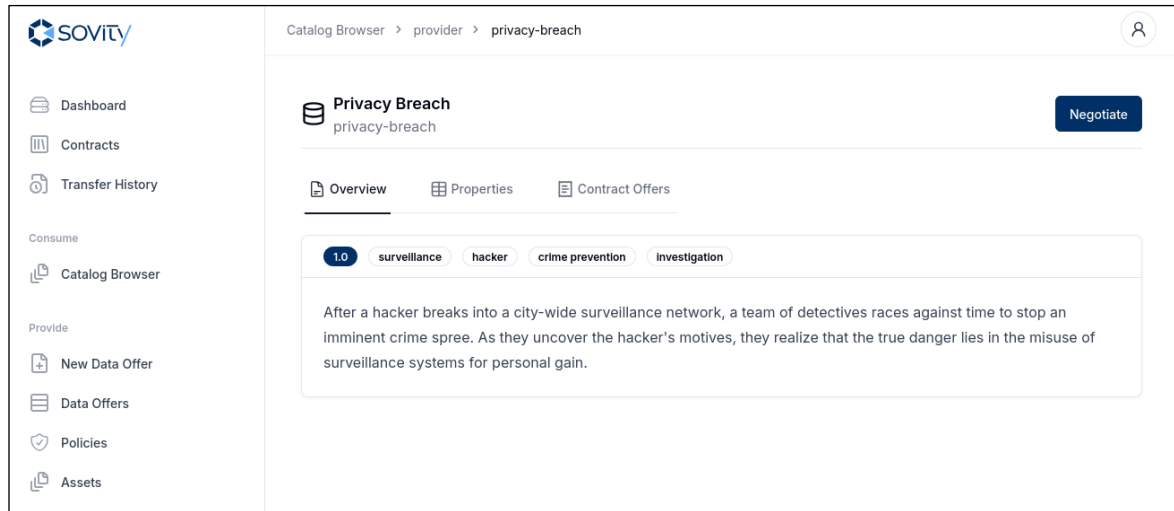 sovity
Catalog Browser > provider > privacy-breach
Dashboard
Contracts
Transfer History
Consume
Catalog Browser
Provide
New Data Offer
Data Offers
Policies
Assets
Privacy Breach
privacy-breach
Negotiate
Overview Properties Contract Offers
1.0 surveillance hacker crime prevention investigation
After a hacker breaks into a city-wide surveillance network, a team of detectives races against time to stop an
imminent crime spree. As they uncover the hacker's motives, they realize that the true danger lies in the misuse of
surveillance systems for personal gain.